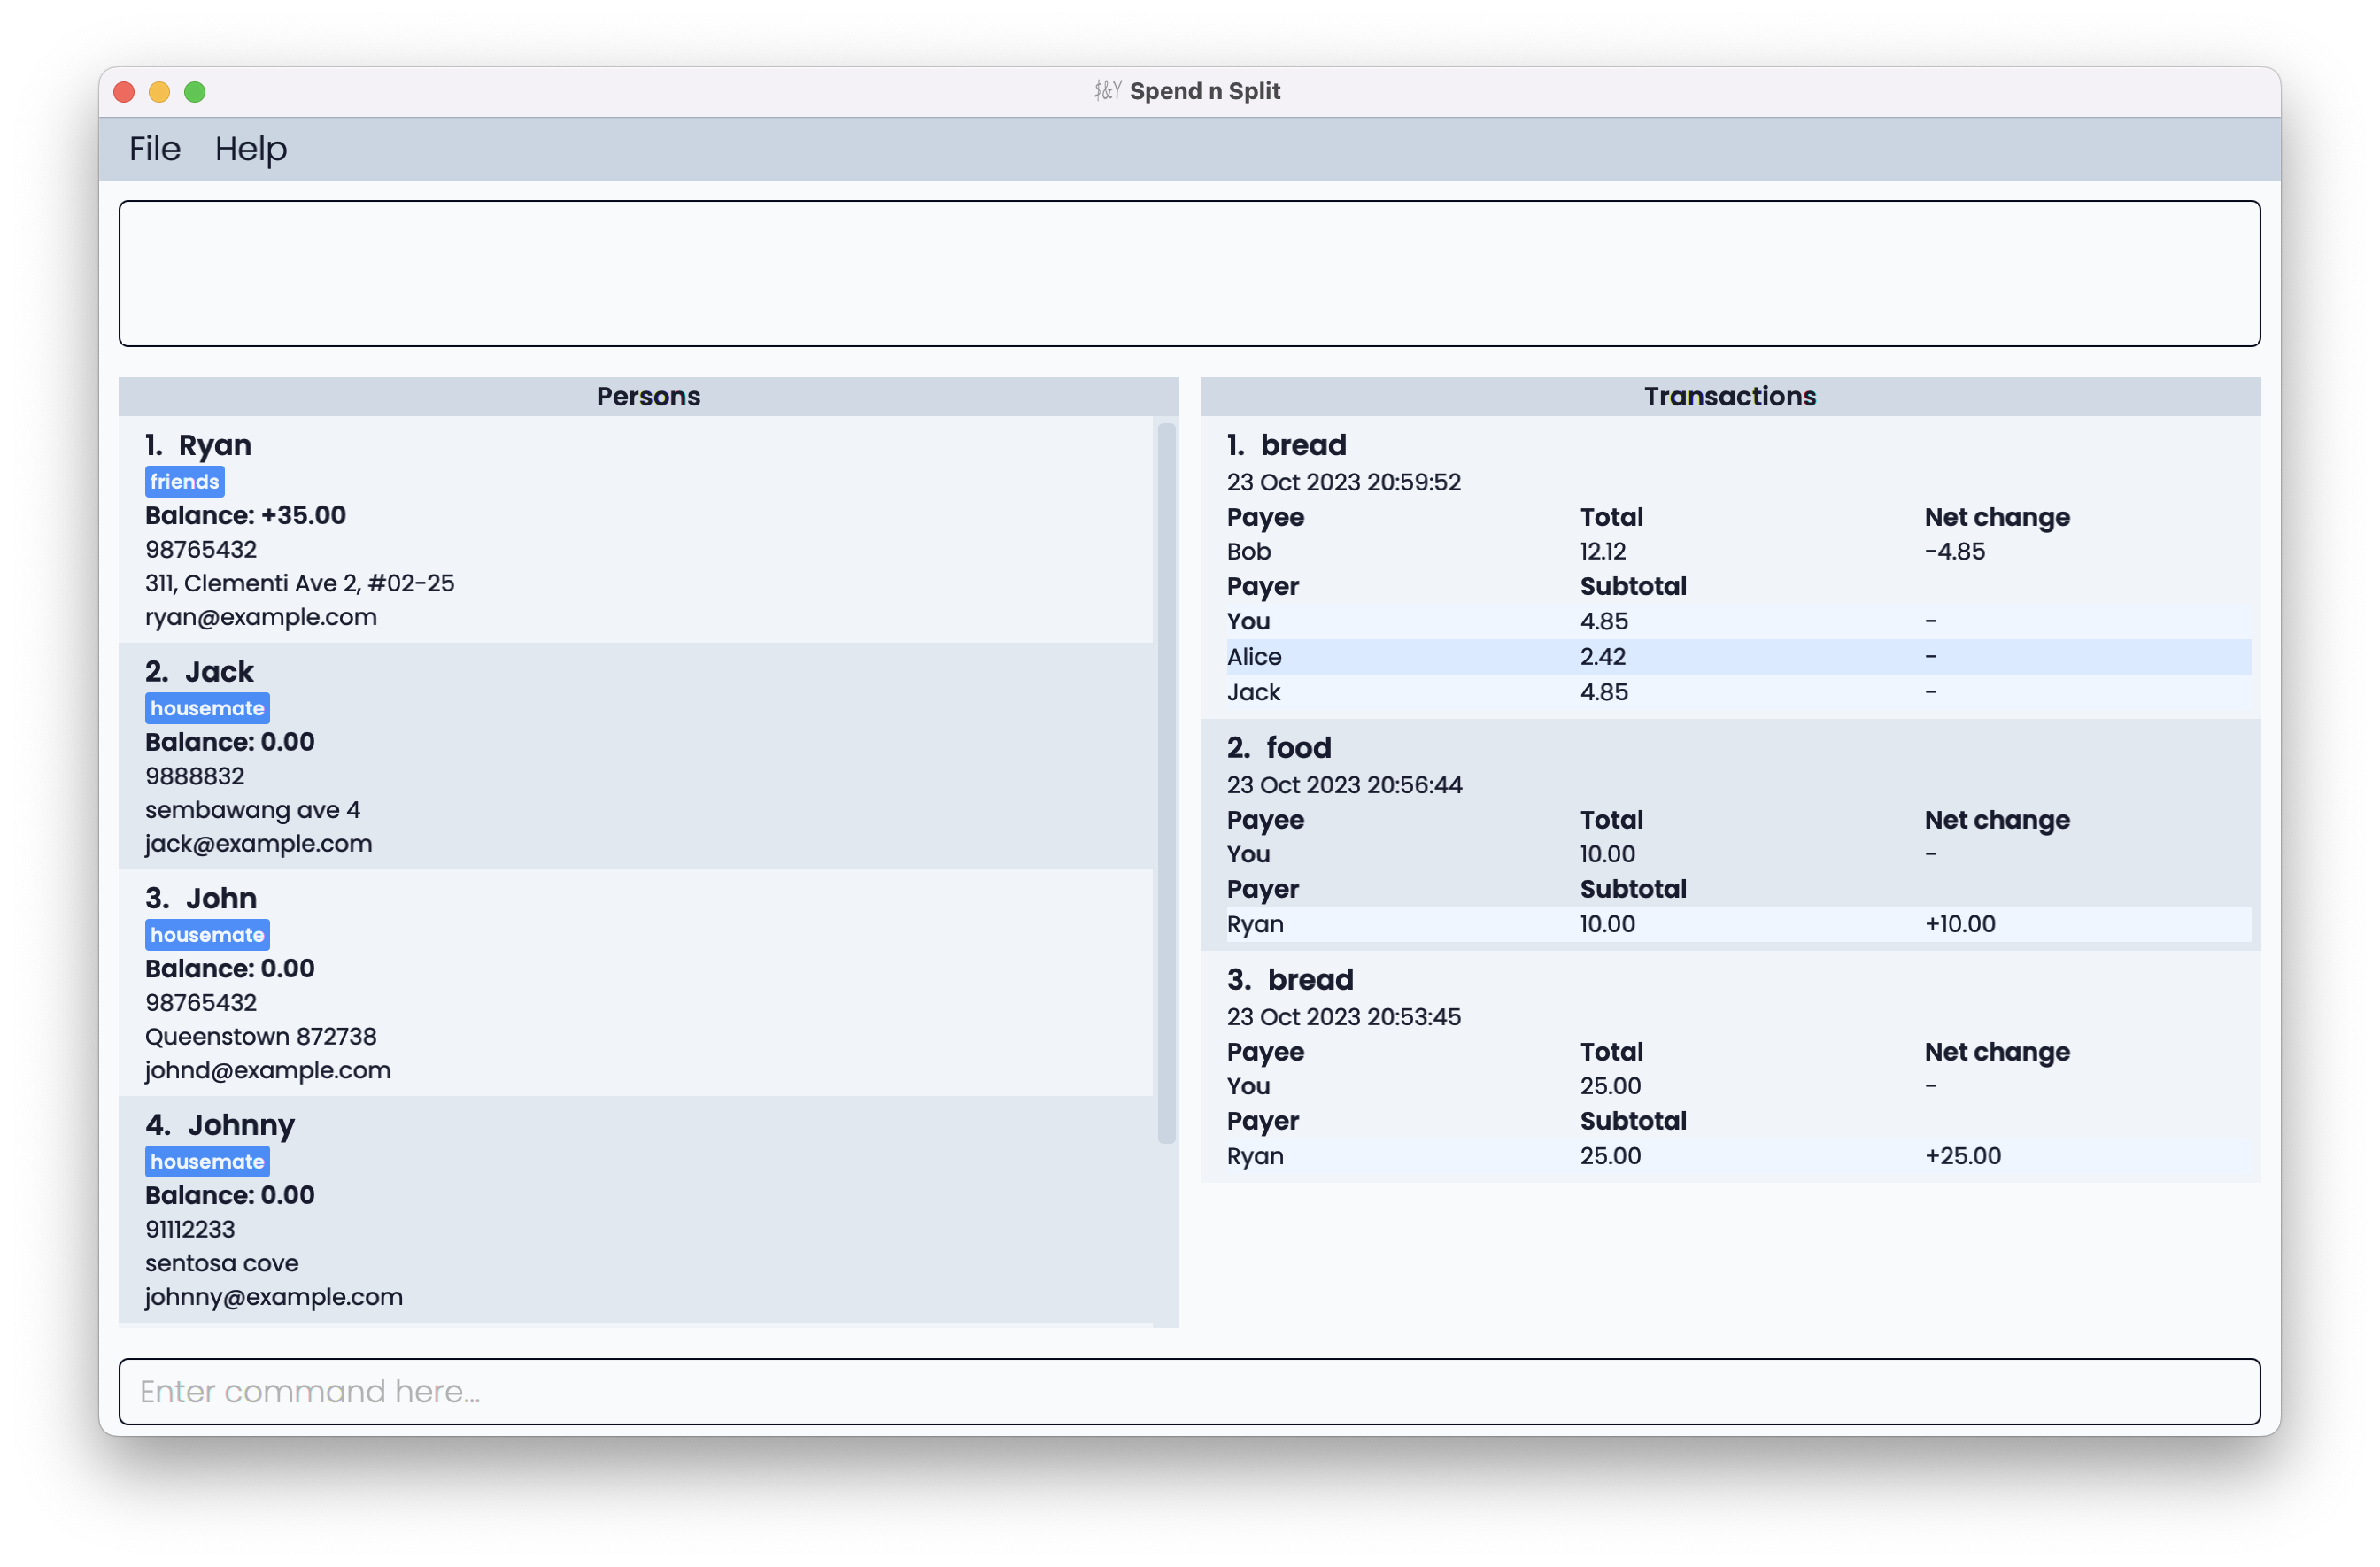 $&Y Spend n Split
File Help
Persons
1. Ryan
friends
Balance: +35.00
98765432
311, Clementi Ave 2, #02-25
ryan@example.com
2. Jack
housemate
Balance: 0.00
9888832
sembawang ave 4
jack@example.com
3. John
housemate
Balance: 0.00
98765432
Queenstown 872738
johnd@example.com
4. Johnny
housemate
Balance: 0.00
91112233
sentosa cove
johnny@example.com
Transactions
1. bread
23 Oct 2023 20:59:52
Payee Total Net change
Bob 12.12 -4.85
Payer Subtotal
You 4.85 -
Alice 2.42 -
Jack 4.85 -
2. food
23 Oct 2023 20:56:44
Payee Total Net change
You 10.00 -
Payer Subtotal
Ryan 10.00 +10.00
3. bread
23 Oct 2023 20:53:45
Payee Total Net change
You 25.00 -
Payer Subtotal
Ryan 25.00 +25.00
Enter command here...